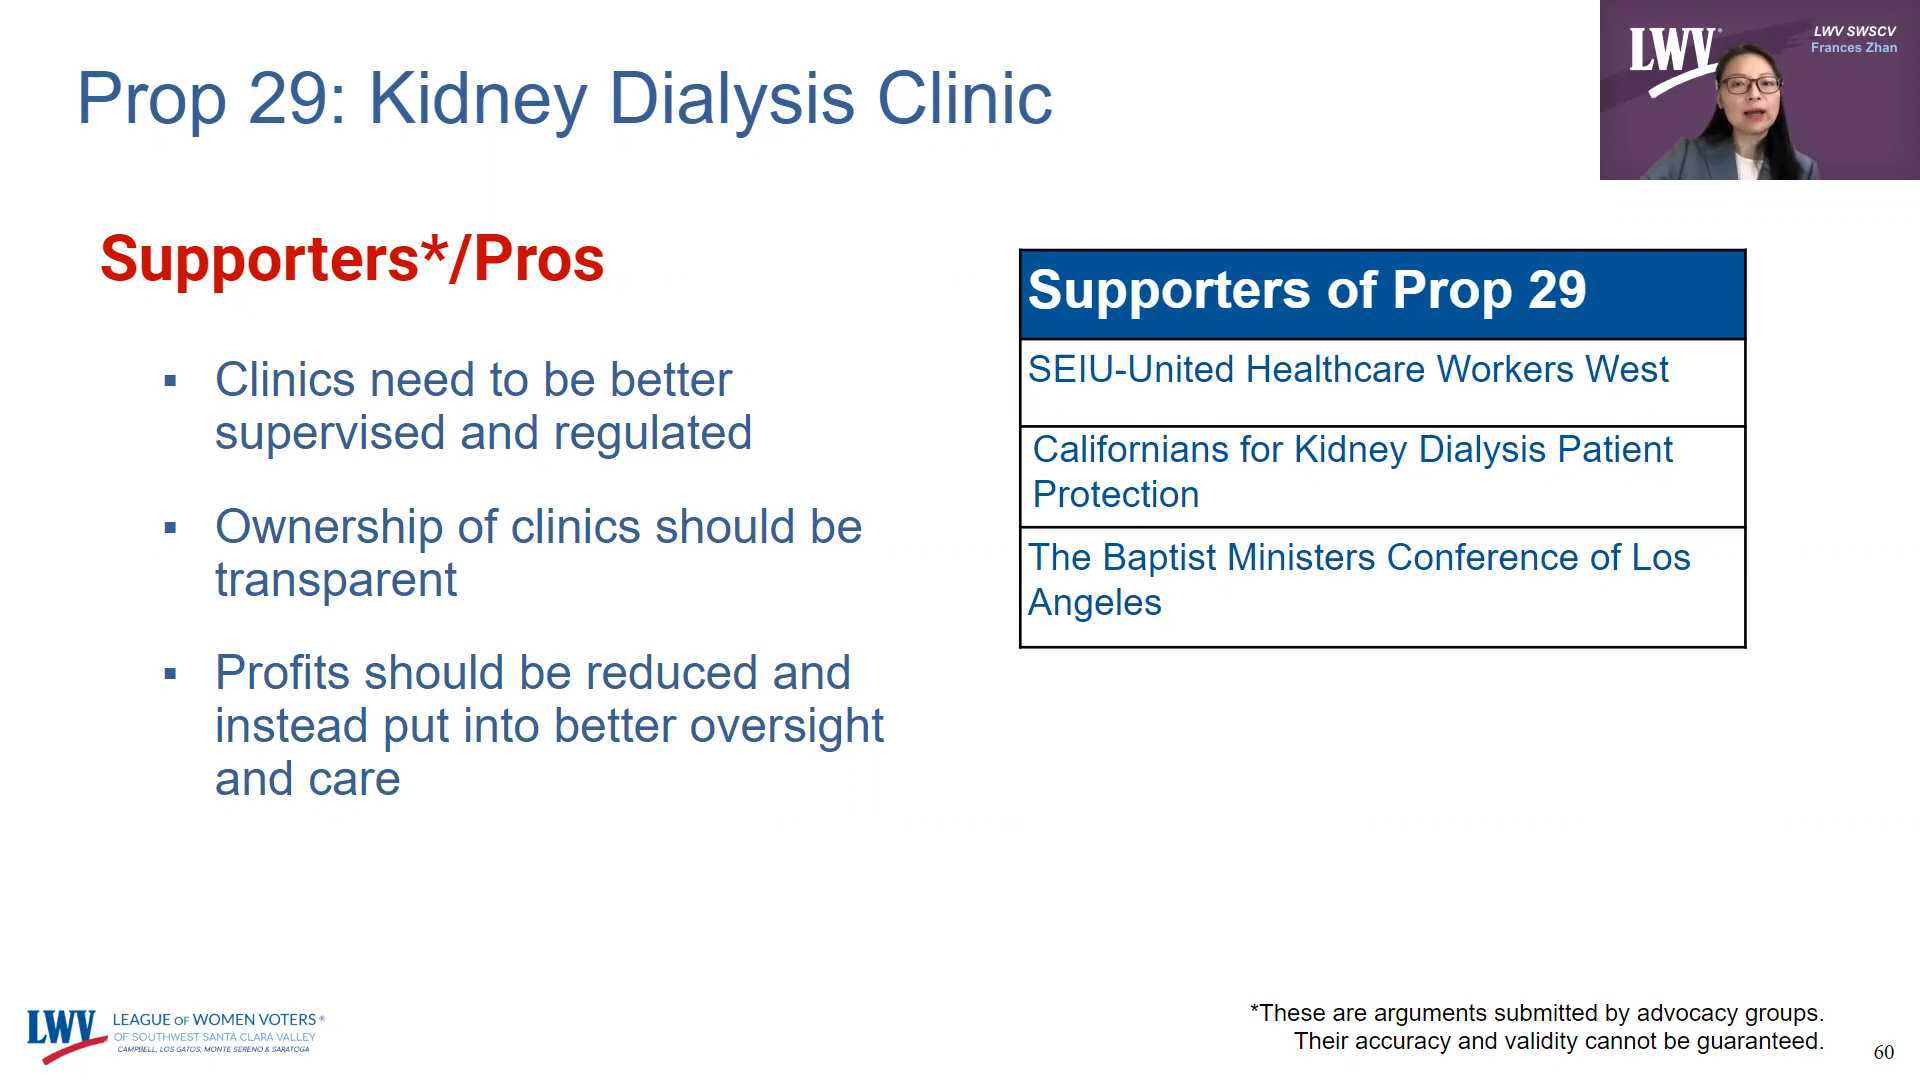 Prop 29: Kidney Dialysis Clinic
LWV®
LWV SWSCV
Frances Zhan
Supporters*/Pros
▪ Clinics need to be better
supervised and regulated
▪ Ownership of clinics should be
transparent
▪ Profits should be reduced and
instead put into better oversight
and care
Supporters of Prop 29
SEIU-United Healthcare Workers West
Californians for Kidney Dialysis Patient
Protection
The Baptist Ministers Conference of Los
Angeles
LWV
LEAGUE OF WOMEN VOTERS®
OF SOUTHWEST SANTA CLARA VALLEY
CAMPBELL, LOS GATOS, MONTE SERENO & SARATOGA
*These are arguments submitted by advocacy groups.
Their accuracy and validity cannot be guaranteed.
60